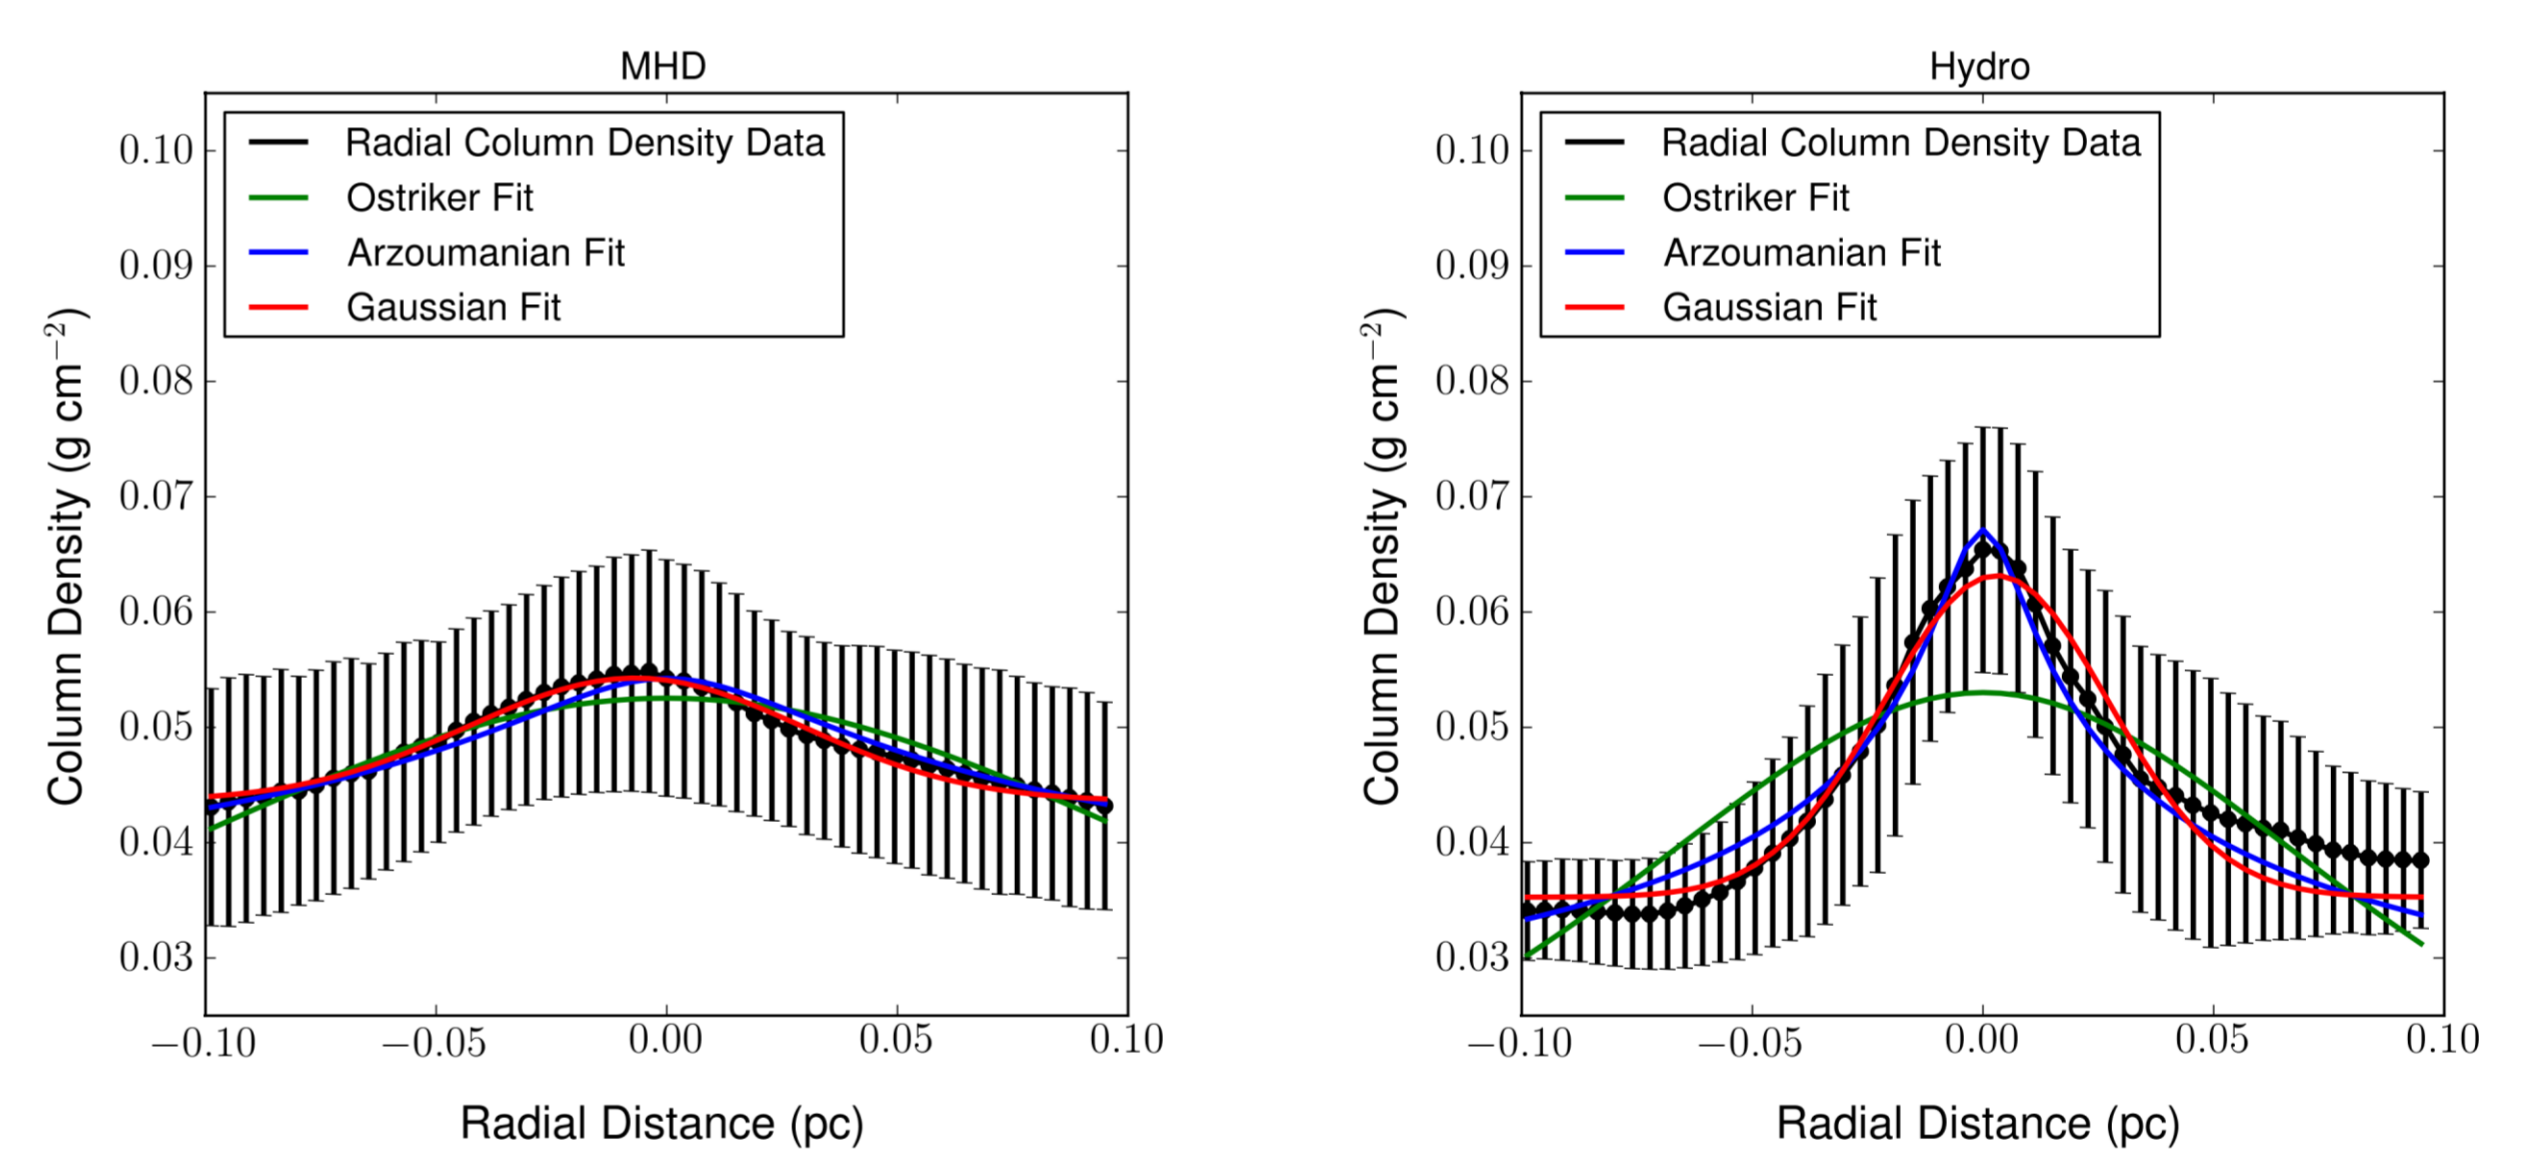 MHD
Radial Column Density Data
Ostriker Fit
Arzoumanian Fit
Gaussian Fit
0.10
0.09
0.08
0.07
0.06
0.05
0.04
0.03
Column Density (g cm⁻²)
−0.10 −0.05 0.00 0.05 0.10
Radial Distance (pc)
Hydro
Radial Column Density Data
Ostriker Fit
Arzoumanian Fit
Gaussian Fit
0.10
0.09
0.08
0.07
0.06
0.05
0.04
0.03
Column Density (g cm⁻²)
−0.10 −0.05 0.00 0.05 0.10
Radial Distance (pc)